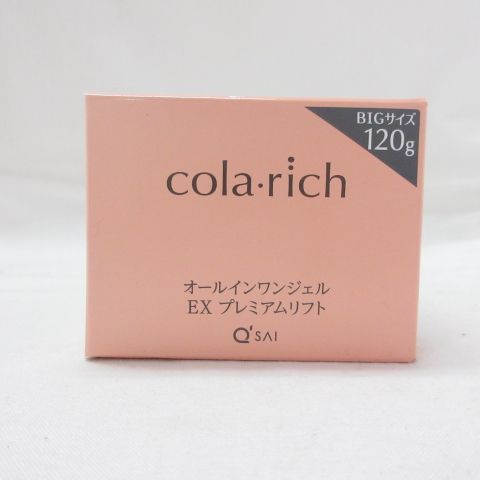 BIGサイズ
120g
cola・rich
オールインワンジェル
EX プレミアムリフト
Q'SAI